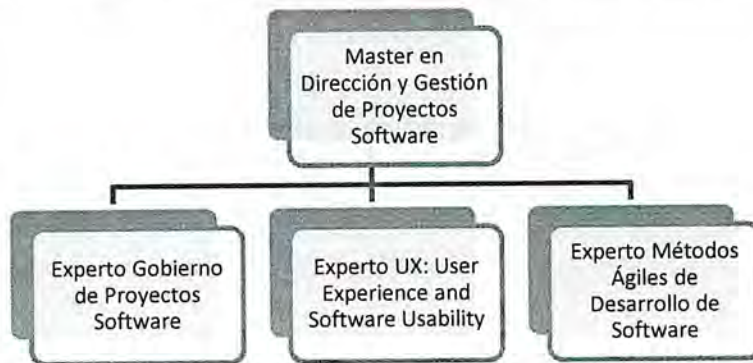 Master en
Dirección y Gestión
de Proyectos
Software
Experto Gobierno
de Proyectos
Software
Experto UX: User
Experience and
Software Usability
Experto Métodos
Ágiles de
Desarrollo de
Software